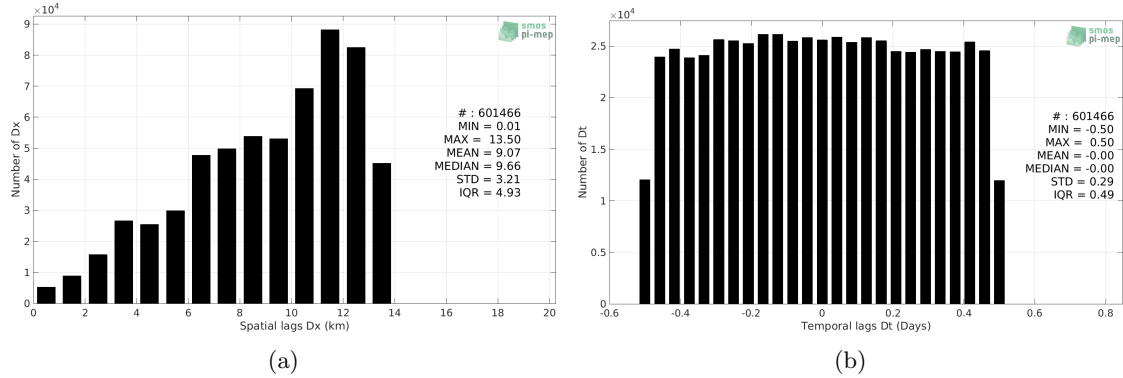 ×10⁴
9
8
7
6
5
4
3
2
1
0
Number of Dx
0 2 4 6 8 10 12 14 16 18 20
Spatial lags Dx (km)
smos
pi-mep
# : 601466
MIN = 0.01
MAX = 13.50
MEAN = 9.07
MEDIAN = 9.66
STD = 3.21
IQR = 4.93
(a)
×10⁴
2.5
2
1.5
1
0.5
0
Number of Dt
-0.6 -0.4 -0.2 0 0.2 0.4 0.6 0.8
Temporal lags Dt (Days)
smos
pi-mep
# : 601466
MIN = -0.50
MAX = 0.50
MEAN = -0.00
MEDIAN = -0.00
STD = 0.29
IQR = 0.49
(b)